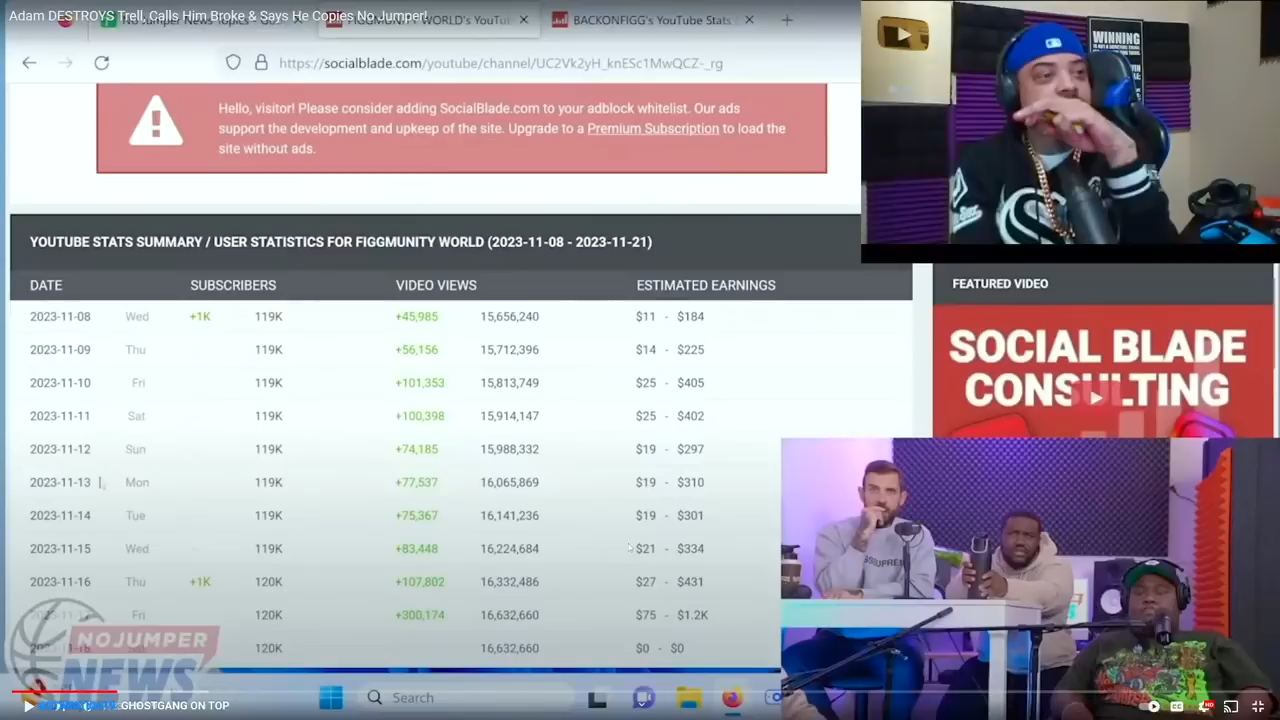 Adam DESTROYS Trell, Calls Him Broke & Says He Copies No Jumper!
WORLD's YouTu
BACKONFIGG's YouTube Stats
https://socialblade.com/youtube/channel/UC2Vk2yH_knESc1MwQCZ-_rg
Hello, visitor! Please consider adding SocialBlade.com to your adblock whitelist. Our ads
support the development and upkeep of the site. Upgrade to a Premium Subscription to load the
site without ads.
WINNING
YOUTUBE STATS SUMMARY / USER STATISTICS FOR FIGGMUNITY WORLD (2023-11-08 - 2023-11-21)
DATE SUBSCRIBERS VIDEO VIEWS ESTIMATED EARNINGS
2023-11-08 Wed +1K 119K +45,985 15,656,240 $11 - $184
2023-11-09 Thu 119K +56,156 15,712,396 $14 - $225
2023-11-10 Fri 119K +101,353 15,813,749 $25 - $405
2023-11-11 Sat 119K +100,398 15,914,147 $25 - $402
2023-11-12 Sun 119K +74,185 15,988,332 $19 - $297
2023-11-13 Mon 119K +77,537 16,065,869 $19 - $310
2023-11-14 Tue 119K +75,367 16,141,236 $19 - $301
2023-11-15 Wed 119K +83,448 16,224,684 $21 - $334
2023-11-16 Thu +1K 120K +107,802 16,332,486 $27 - $431
Fri 120K +300,174 16,632,660 $75 - $1.2K
120K 16,632,660 $0 - $0
FEATURED VIDEO
SOCIAL BLADE
CONSULTING
NOJUMPER
NEWS
Search
GHOSTGANG ON TOP
CC
HD